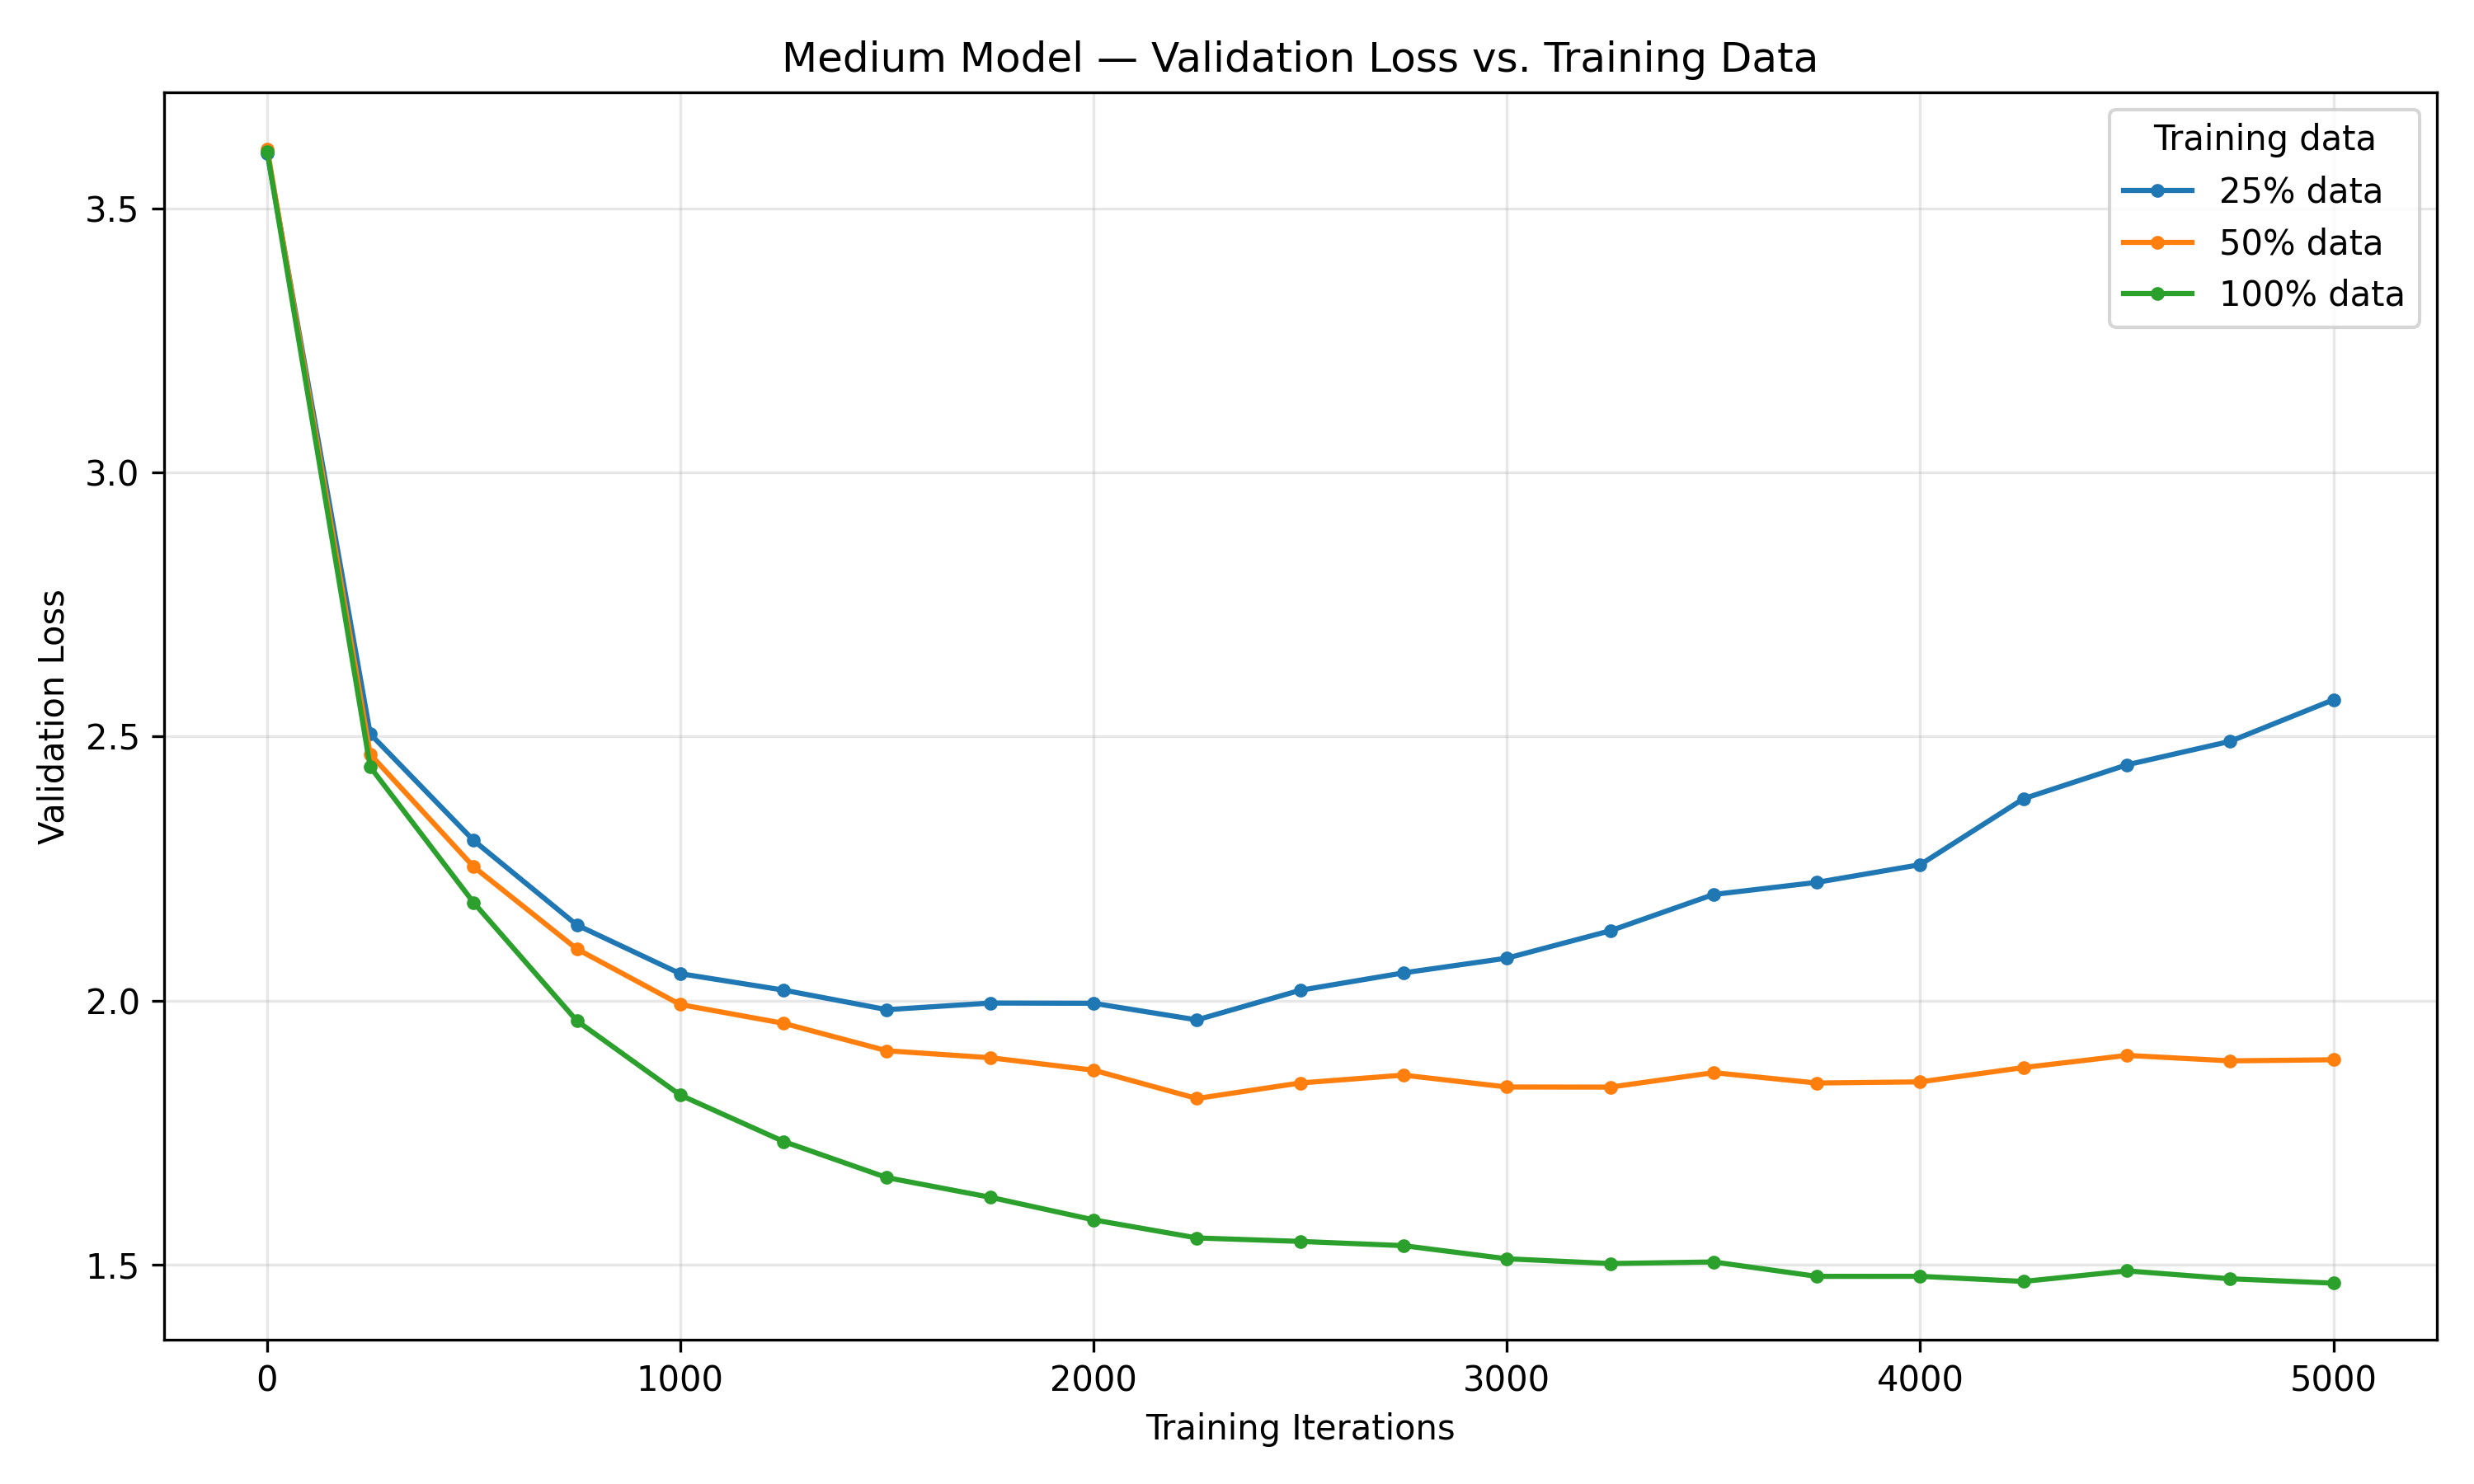 Medium Model — Validation Loss vs. Training Data
Training data
25% data
50% data
100% data
Validation Loss
3.5
3.0
2.5
2.0
1.5
0
1000
2000
3000
4000
5000
Training Iterations